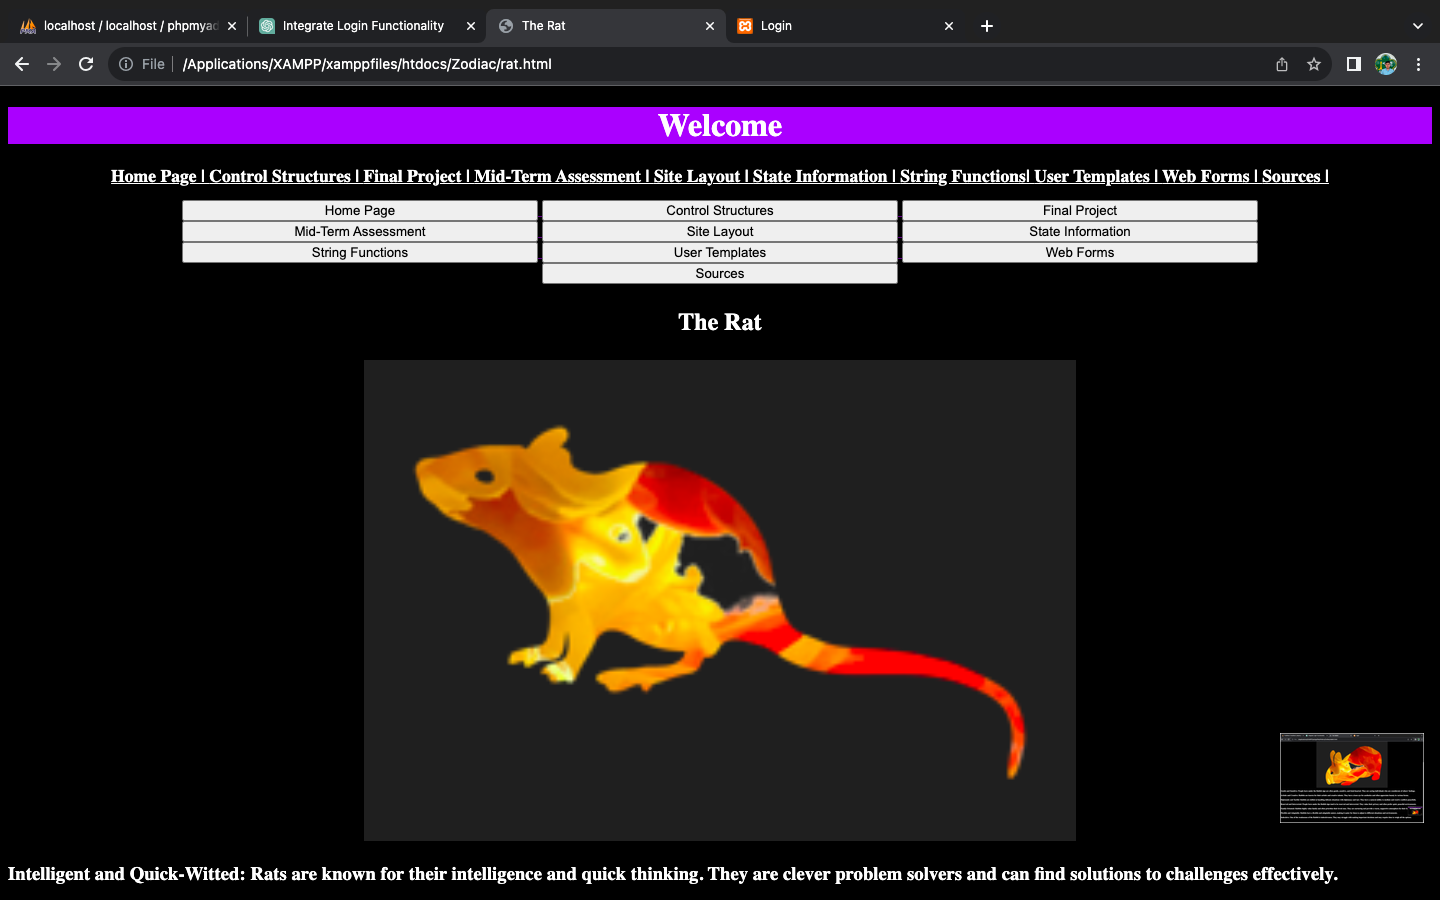 localhost / localhost / phpmyad
Integrate Login Functionality
The Rat
Login
File
/Applications/XAMPP/xamppfiles/htdocs/Zodiac/rat.html
Welcome
Home Page | Control Structures | Final Project | Mid-Term Assessment | Site Layout | State Information | String Functions| User Templates | Web Forms | Sources |
Home Page Control Structures Final Project
Mid-Term Assessment Site Layout State Information
String Functions User Templates Web Forms
Sources
The Rat
Intelligent and Quick-Witted: Rats are known for their intelligence and quick thinking. They are clever problem solvers and can find solutions to challenges effectively.